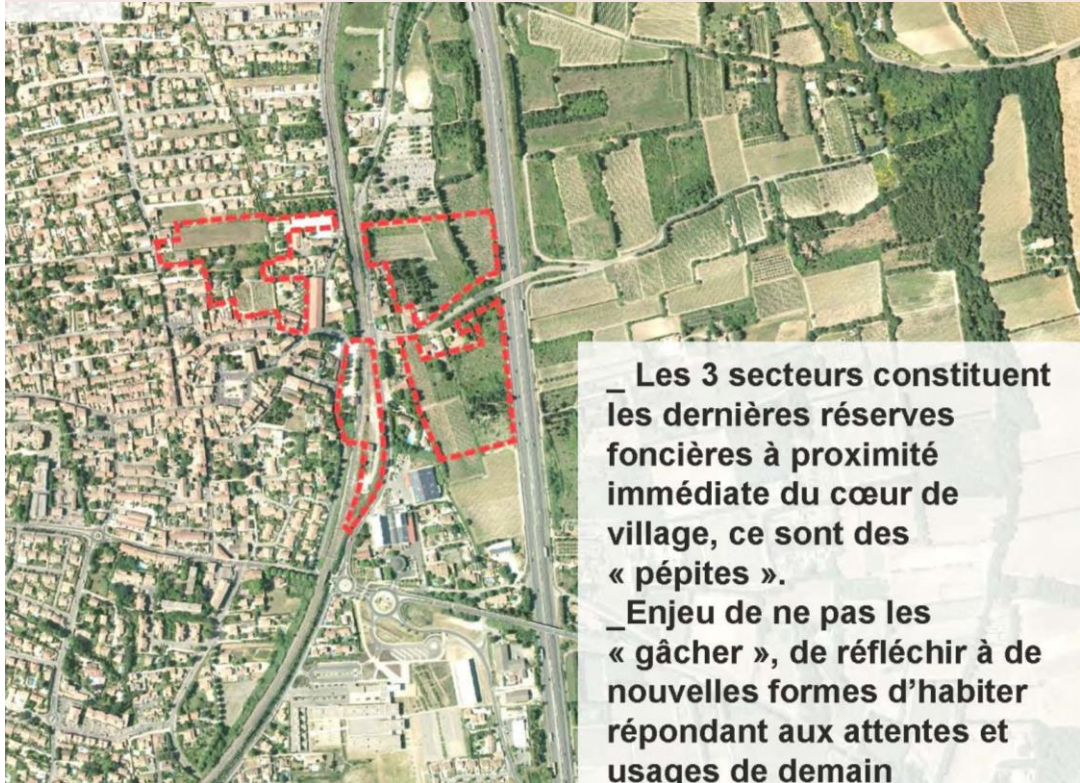 _ Les 3 secteurs constituent
les dernières réserves
foncières à proximité
immédiate du cœur de
village, ce sont des
« pépites ».
_Enjeu de ne pas les
« gâcher », de réfléchir à de
nouvelles formes d’habiter
répondant aux attentes et
usages de demain